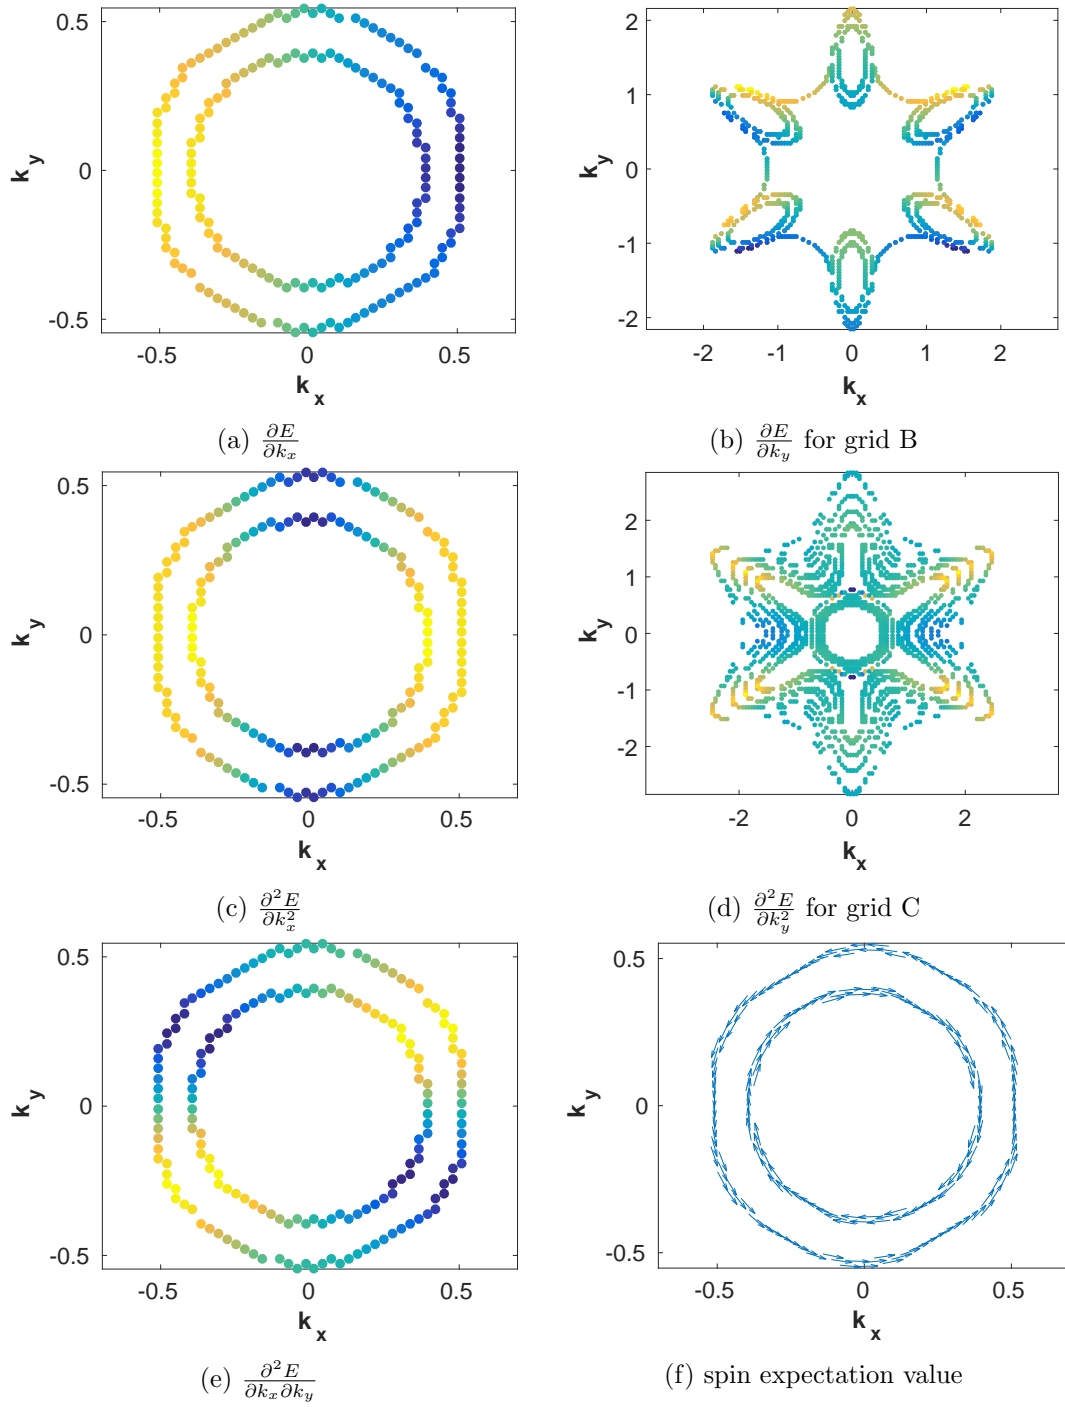 0.5
0
-0.5
-0.5
0
0.5
k_y
k_x
(a) ∂E/∂k_x
2
1
0
-1
-2
-2
-1
0
1
2
k_y
k_x
(b) ∂E/∂k_y for grid B
0.5
0
-0.5
-0.5
0
0.5
k_y
k_x
(c) ∂²E/∂k_x²
2
1
0
-1
-2
-2
0
2
k_y
k_x
(d) ∂²E/∂k_y² for grid C
0.5
0
-0.5
-0.5
0
0.5
k_y
k_x
(e) ∂²E/∂k_x∂k_y
0.5
0
-0.5
-0.5
0
0.5
k_y
k_x
(f) spin expectation value